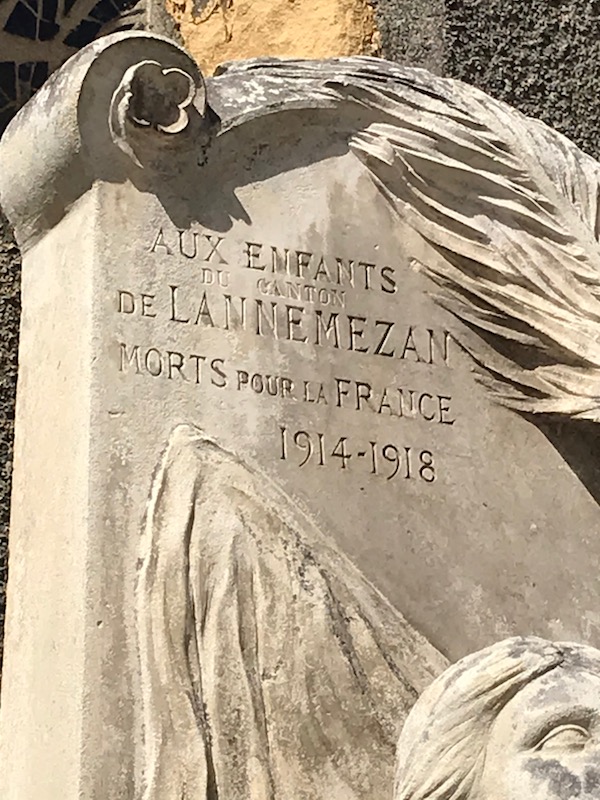 AUX ENFANTS
DU CANTON
DE LANNEMEZAN
MORTS POUR LA FRANCE
1914-1918